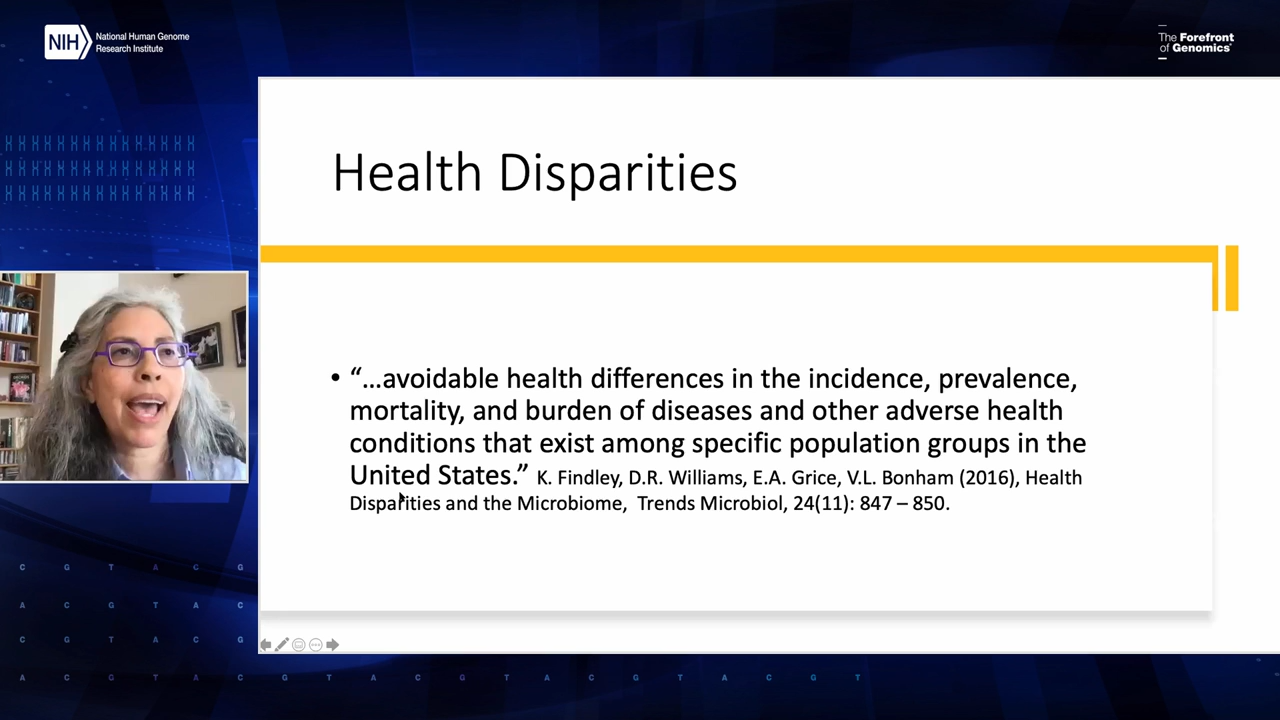 NIH National Human Genome
Research Institute
The Forefront
of Genomics®
Health Disparities
• “…avoidable health differences in the incidence, prevalence,
mortality, and burden of diseases and other adverse health
conditions that exist among specific population groups in the
United States.” K. Findley, D.R. Williams, E.A. Grice, V.L. Bonham (2016), Health
Disparities and the Microbiome, Trends Microbiol, 24(11): 847 – 850.
C G T A C G
A C G T A C
C G T A C G
A C G T A C G T A C G T A C G T A C G T